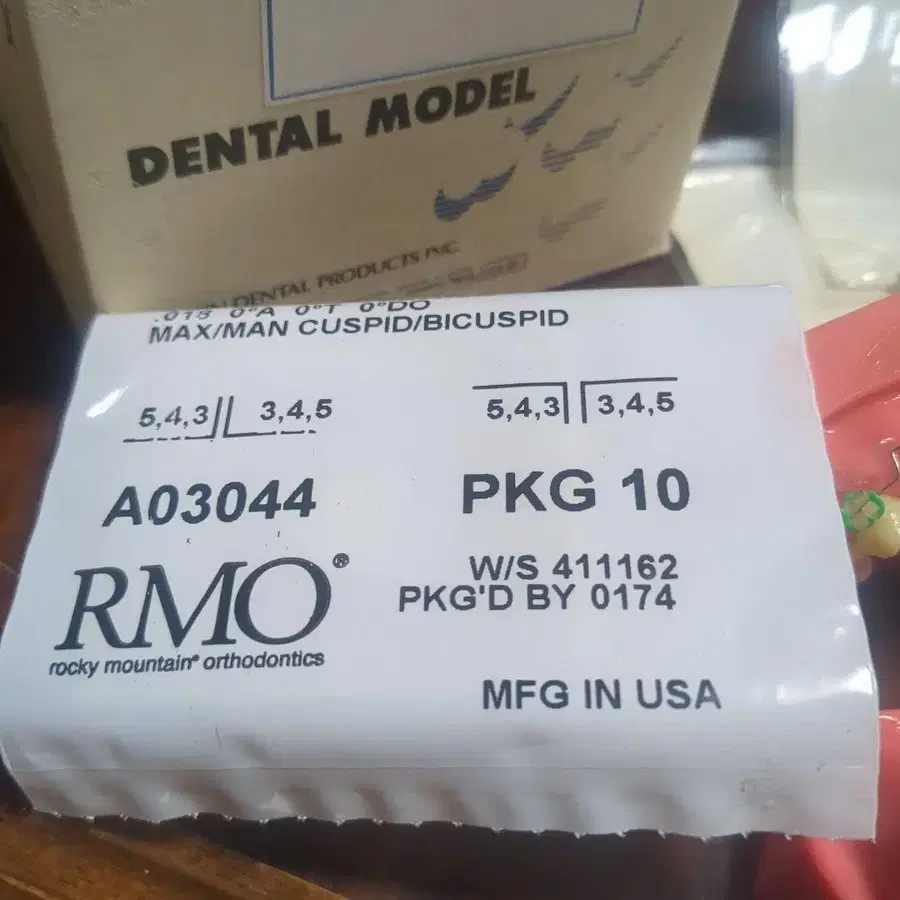 DENTAL MODEL
DENTAL PRODUCTS INC.
.018 0°A 0°T 0°DO
MAX/MAN CUSPID/BICUSPID
5,4,3 3,4,5
5,4,3 3,4,5
A03044
PKG 10
RMO®
rocky mountain® orthodontics
W/S 411162
PKG'D BY 0174
MFG IN USA